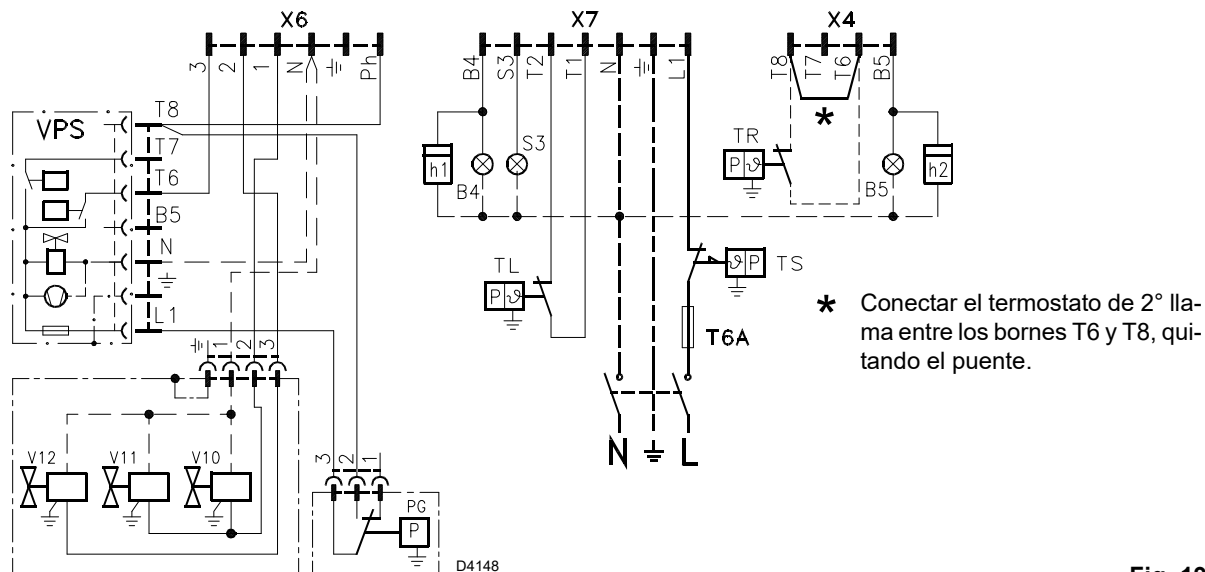 X6
X7
X4
3 2 1 N Ph
B4 S3 T2 T1 N L1
T8 T7 T6 B5
VPS
T8
T7
T6
B5
N
L1
h1
B4
S3
TR
P ϑ
B5
h2
TL
P ϑ
ϑ P
TS
T6A
N L
* Conectar el termostato de 2° lla-
ma entre los bornes T6 y T8, qui-
tando el puente.
*
1 2 3
V12 V11 V10
3 2 1
PG
P
D4148